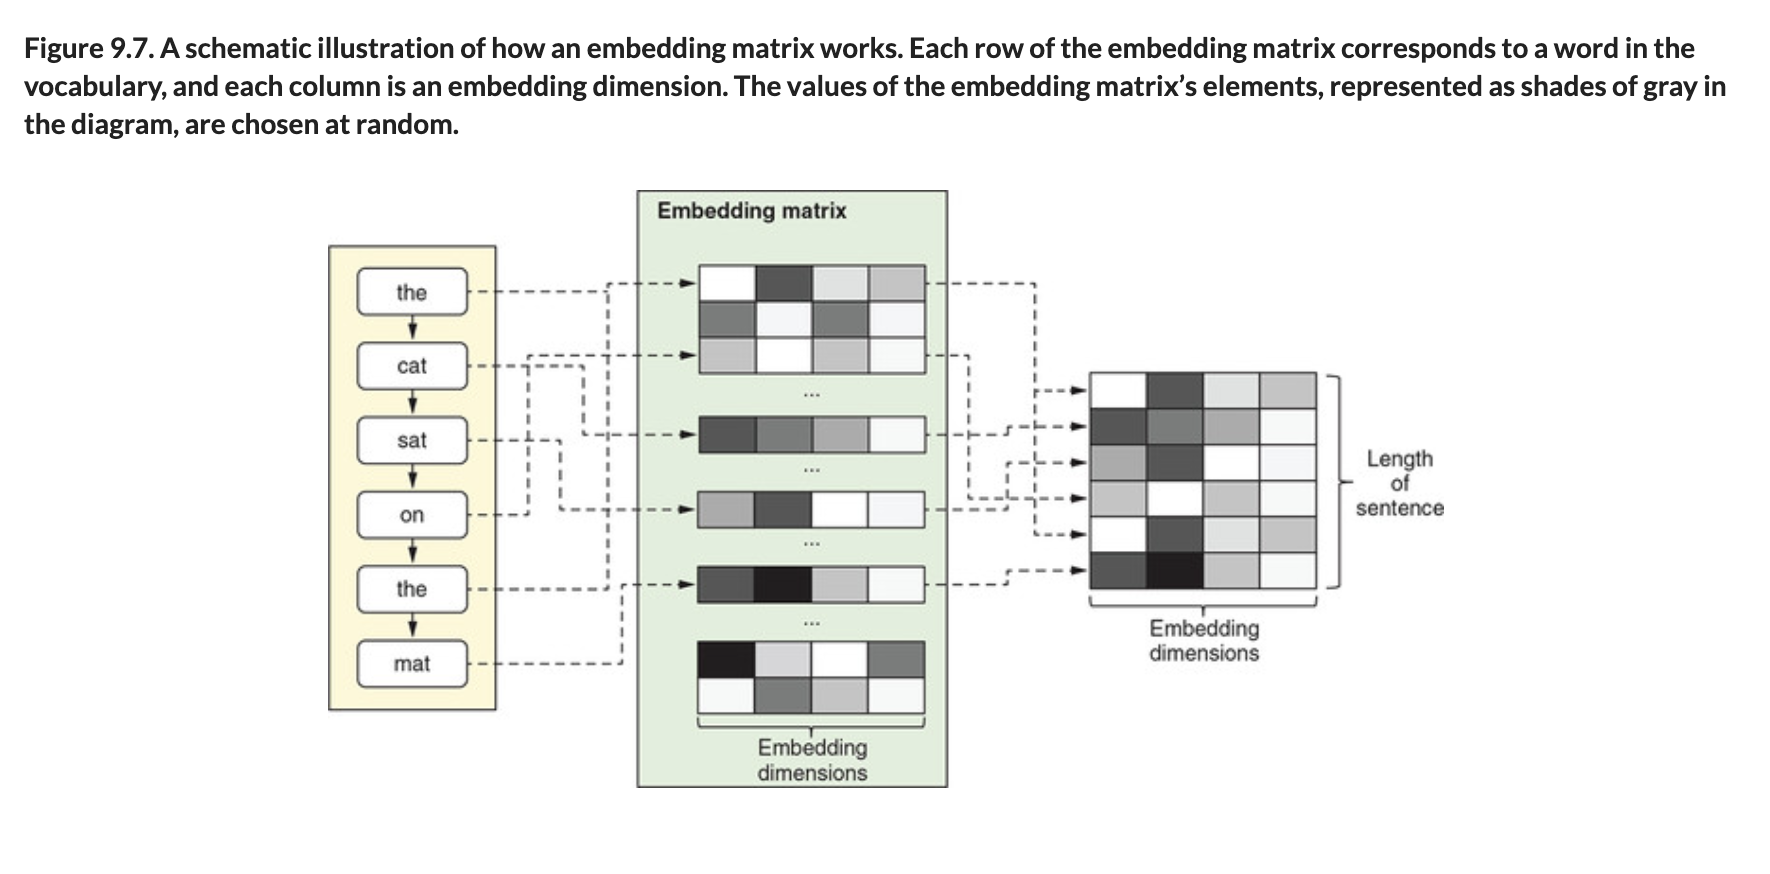 Figure 9.7. A schematic illustration of how an embedding matrix works. Each row of the embedding matrix corresponds to a word in the
vocabulary, and each column is an embedding dimension. The values of the embedding matrix’s elements, represented as shades of gray in
the diagram, are chosen at random.
the
cat
sat
on
the
mat
Embedding matrix
...
...
...
...
Embedding
dimensions
Length
of
sentence
Embedding
dimensions